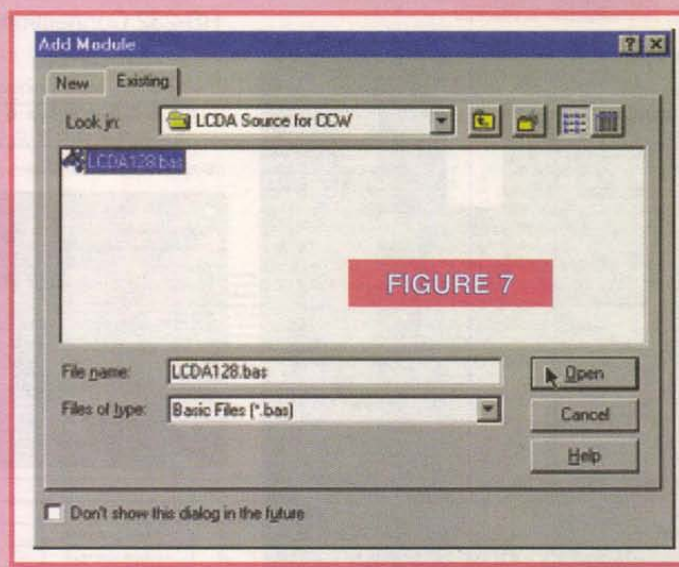 Add Module
New Existing
Look in: LCDA Source for CCW
LCDA128.bas
FIGURE 7
File name: LCDA128.bas Open
Files of type: Basic Files (*.bas) Cancel
Help
Don't show this dialog in the future